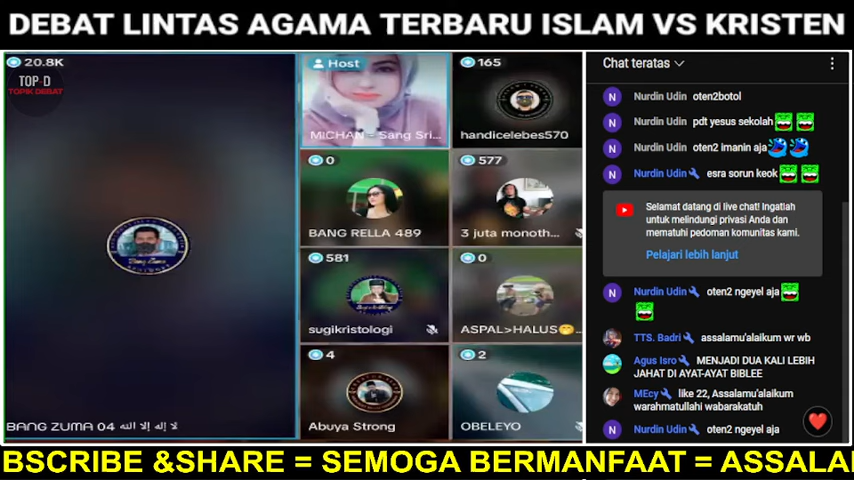 DEBAT LINTAS AGAMA TERBARU ISLAM VS KRISTEN
20.8K
TOP-D
TOPIK DEBAT
BANG ZUMA 04 لا إله إلا الله
Host
MICHAN - Sang Sri...
165
handicelebes570
0
BANG RELLA 489
577
3 juta monoth...
581
sugikristologi
0
ASPAL>HALUS🤭
4
Abuya Strong
2
OBELEYO
Chat teratas
N Nurdin Udin oten2botol
N Nurdin Udin pdt yesus sekolah
N Nurdin Udin oten2 imanin aja
N Nurdin Udin esra sorun keok
Selamat datang di live chat! Ingatlah
untuk melindungi privasi Anda dan
mematuhi pedoman komunitas kami.
Pelajari lebih lanjut
N Nurdin Udin oten2 ngeyel aja
TTS. Badri assalamu'alaikum wr wb
Agus Isro MENJADI DUA KALI LEBIH
JAHAT DI AYAT-AYAT BIBLEE
MEcy like 22, Assalamu'alaikum
warahmatullahi wabarakatuh
N Nurdin Udin oten2 ngeyel aja
BSCRIBE &SHARE = SEMOGA BERMANFAAT = ASSALA